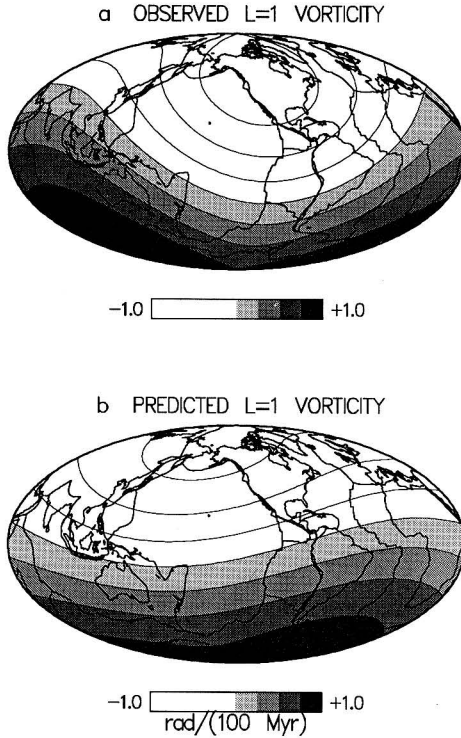 a OBSERVED L=1 VORTICITY
−1.0 +1.0
b PREDICTED L=1 VORTICITY
−1.0 +1.0
rad/(100 Myr)